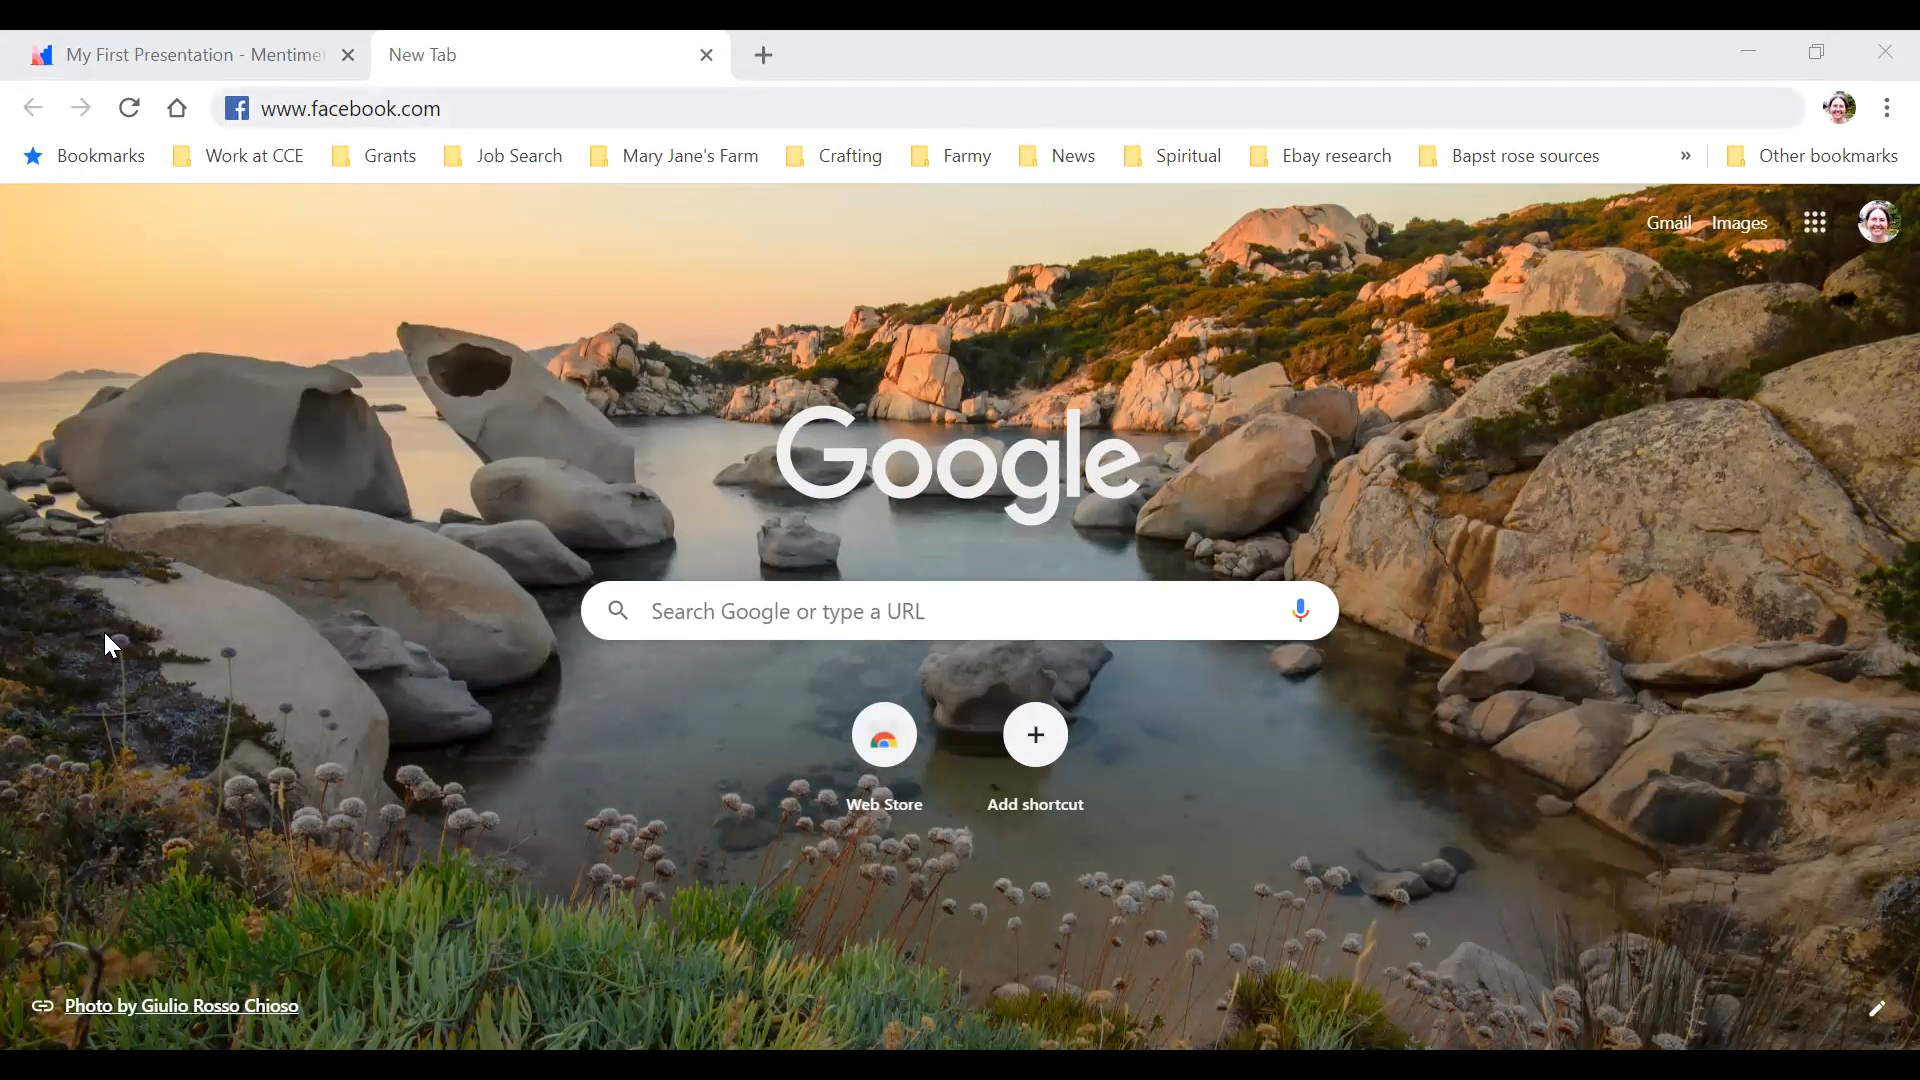 My First Presentation - Mentime
New Tab
www.facebook.com
Bookmarks Work at CCE Grants Job Search Mary Jane's Farm Crafting Farmy News Spiritual Ebay research Bapst rose sources » Other bookmarks
Gmail Images
Google
Search Google or type a URL
Web Store Add shortcut
Photo by Giulio Rosso Chioso